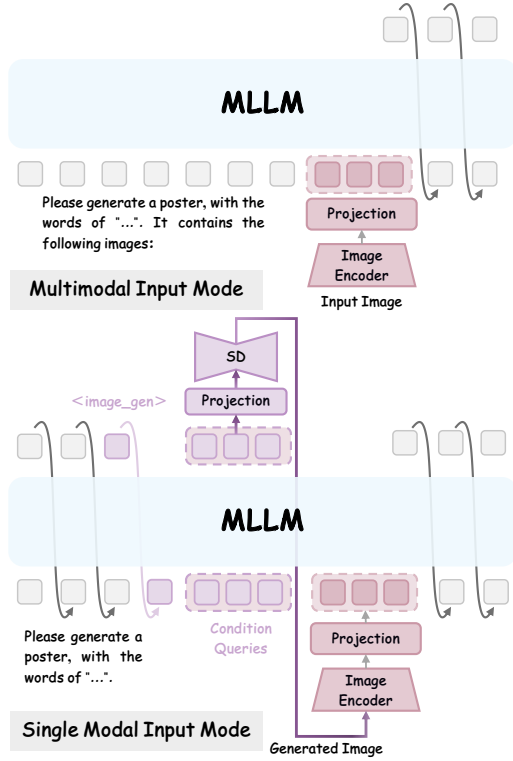 MLLM
Please generate a poster, with the
words of "...". It contains the
following images:
Projection
Image
Encoder
Input Image
Multimodal Input Mode
SD
<image_gen>
Projection
MLLM
Please generate a
poster, with the
words of "...".
Condition
Queries
Projection
Image
Encoder
Single Modal Input Mode
Generated Image